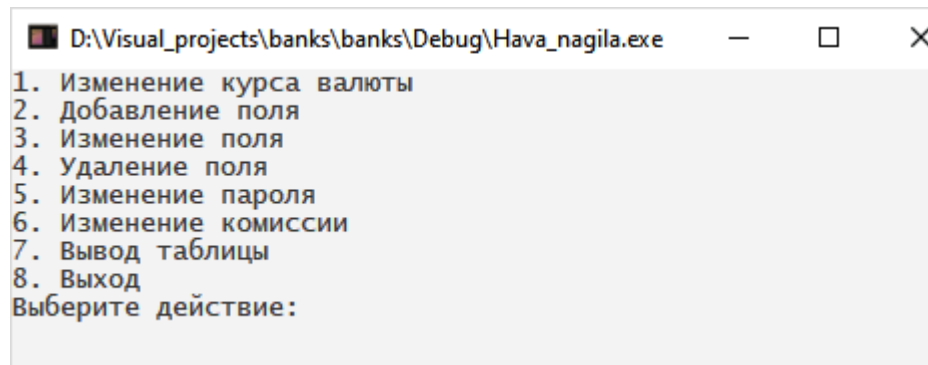 D:\Visual_projects\banks\banks\Debug\Hava_nagila.exe
1. Изменение курса валюты
2. Добавление поля
3. Изменение поля
4. Удаление поля
5. Изменение пароля
6. Изменение комиссии
7. Вывод таблицы
8. Выход
Выберите действие: